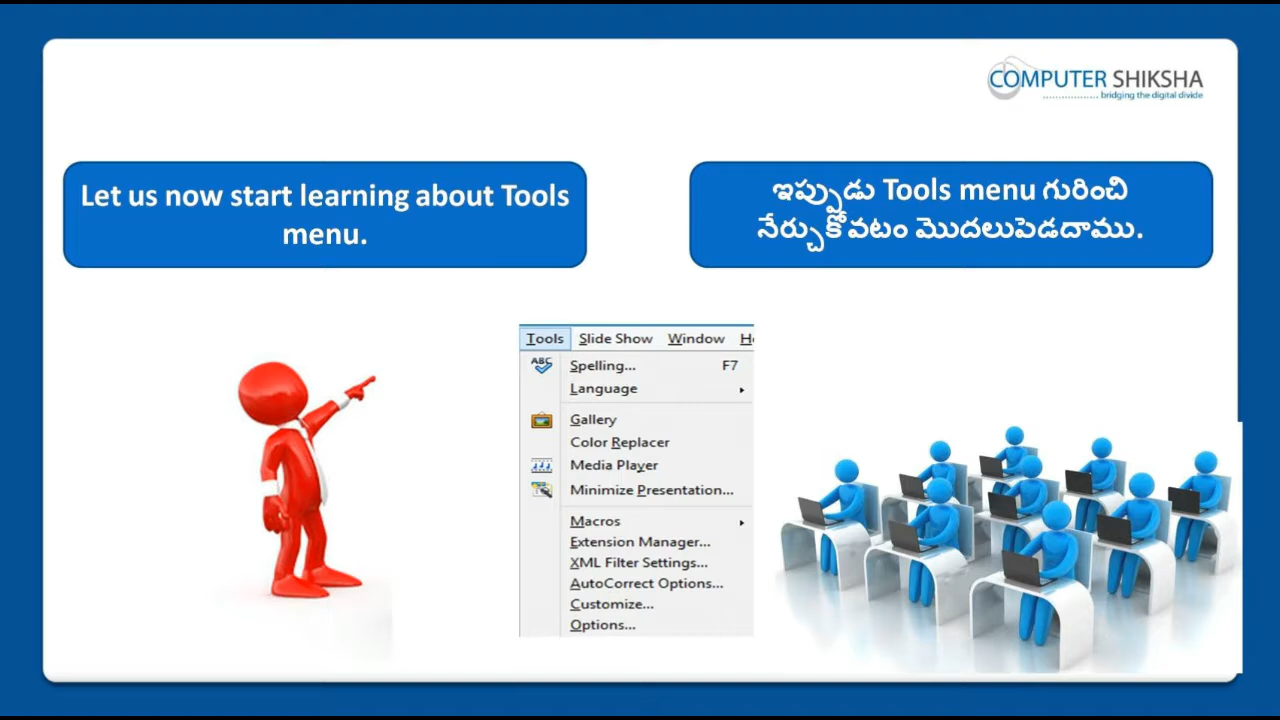 COMPUTER SHIKSHA
bridging the digital divide
Let us now start learning about Tools
menu.
ఇప్పుడు Tools menu గురించి
నేర్చుకోవటం మొదలుపెడదాము.
Tools Slide Show Window
ABC Spelling... F7
Language
Gallery
Color Replacer
Media Player
Minimize Presentation...
Macros
Extension Manager...
XML Filter Settings...
AutoCorrect Options...
Customize...
Options...